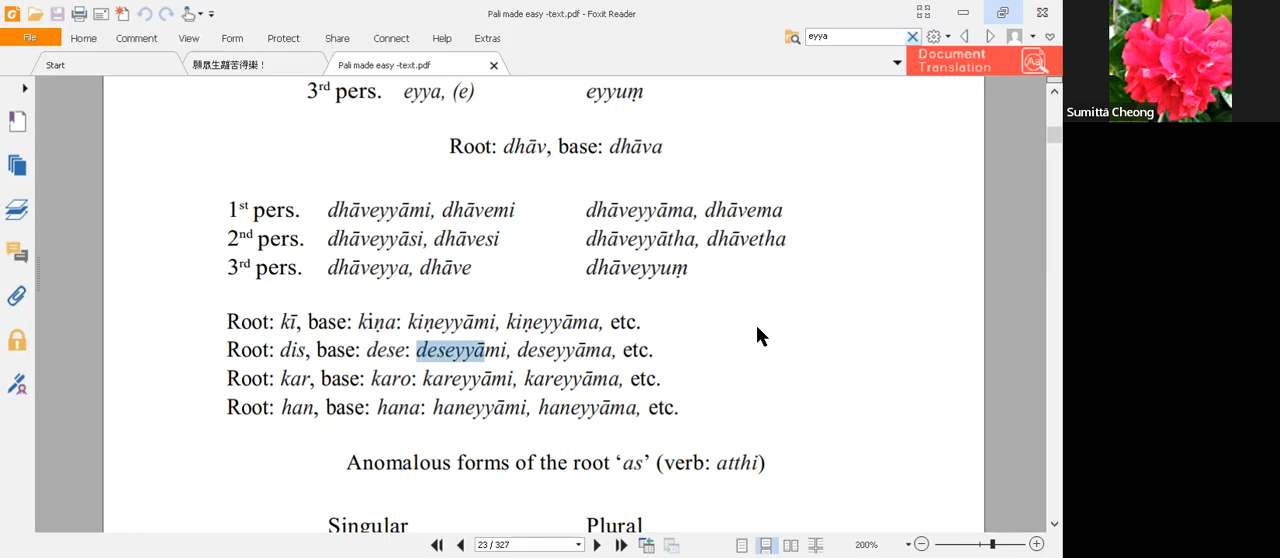 Pali made easy -text.pdf - Foxit Reader
File Home Comment View Form Protect Share Connect Help Extras
eyya
Document Translation
Start
願眾生離苦得樂！
Pali made easy -text.pdf
Sumittā Cheong
3rd pers. eyya, (e) eyyuṃ
Root: dhāv, base: dhāva
1st pers. dhāveyyāmi, dhāvemi dhāveyyāma, dhāvema
2nd pers. dhāveyyāsi, dhāvesi dhāveyyātha, dhāvetha
3rd pers. dhāveyya, dhāve dhāveyyuṃ
Root: kī, base: kiṇa: kiṇeyyāmi, kiṇeyyāma, etc.
Root: dis, base: dese: deseyyāmi, deseyyāma, etc.
Root: kar, base: karo: kareyyāmi, kareyyāma, etc.
Root: han, base: hana: haneyyāmi, haneyyāma, etc.
Anomalous forms of the root ‘as’ (verb: atthi)
Singular Plural
23 / 327
200%